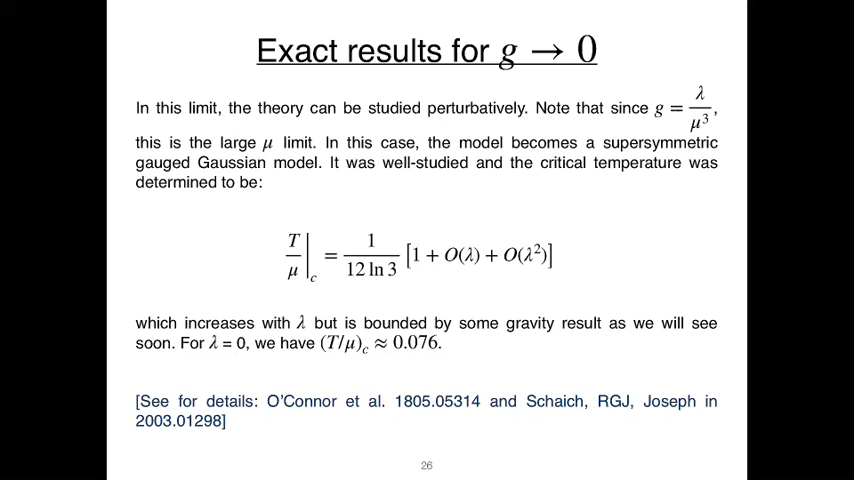 Exact results for g → 0
In this limit, the theory can be studied perturbatively. Note that since g = λ/μ³,
this is the large μ limit. In this case, the model becomes a supersymmetric
gauged Gaussian model. It was well-studied and the critical temperature was
determined to be:
T/μ |c = 1/(12 ln 3) [1 + O(λ) + O(λ²)]
which increases with λ but is bounded by some gravity result as we will see
soon. For λ = 0, we have (T/μ)c ≈ 0.076.
[See for details: O'Connor et al. 1805.05314 and Schaich, RGJ, Joseph in
2003.01298]
26